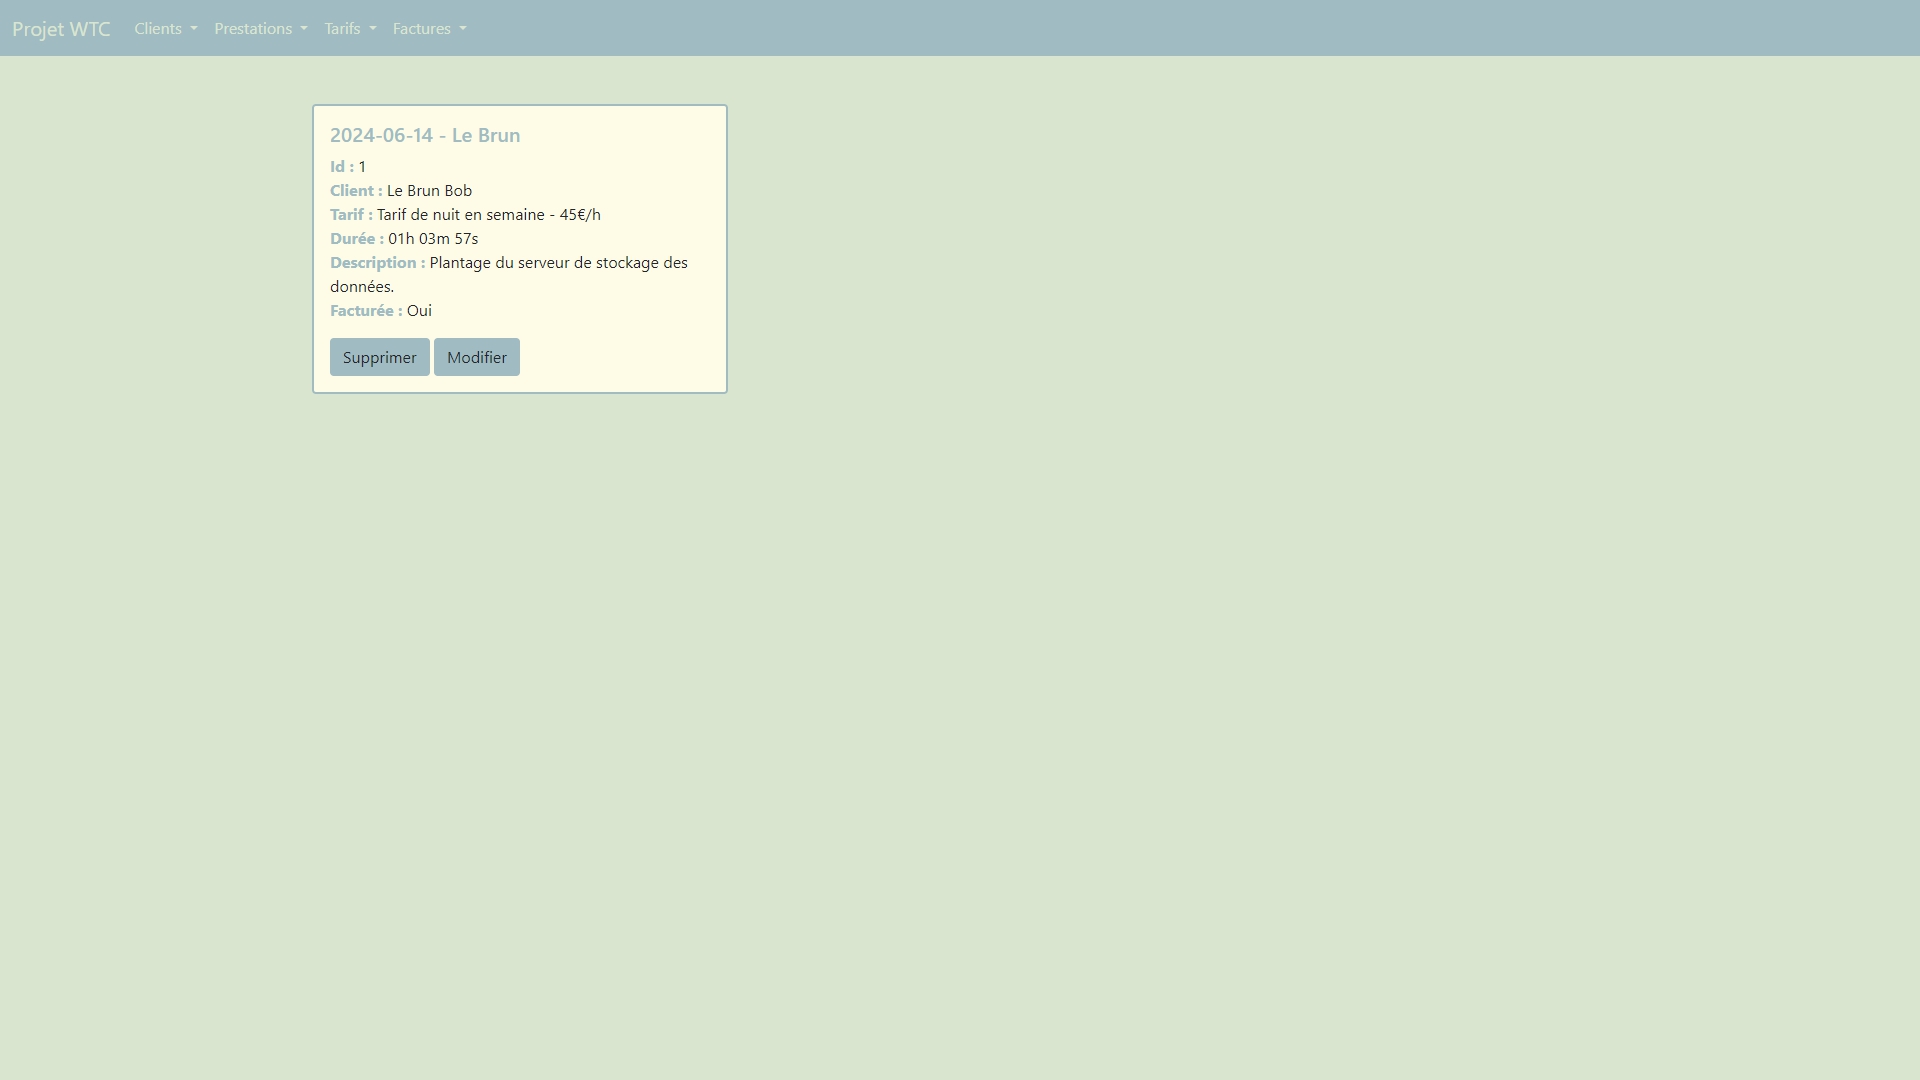 Projet WTC Clients Prestations Tarifs Factures
2024-06-14 - Le Brun
Id : 1
Client : Le Brun Bob
Tarif : Tarif de nuit en semaine - 45€/h
Durée : 01h 03m 57s
Description : Plantage du serveur de stockage des
données.
Facturée : Oui
Supprimer Modifier